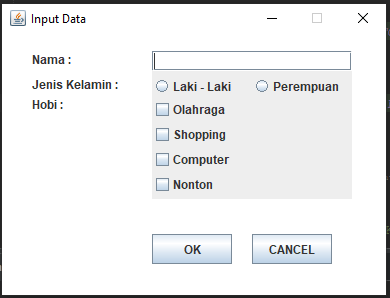 Input Data
Nama :
Jenis Kelamin : Laki - Laki Perempuan
Hobi : Olahraga
Shopping
Computer
Nonton
OK CANCEL